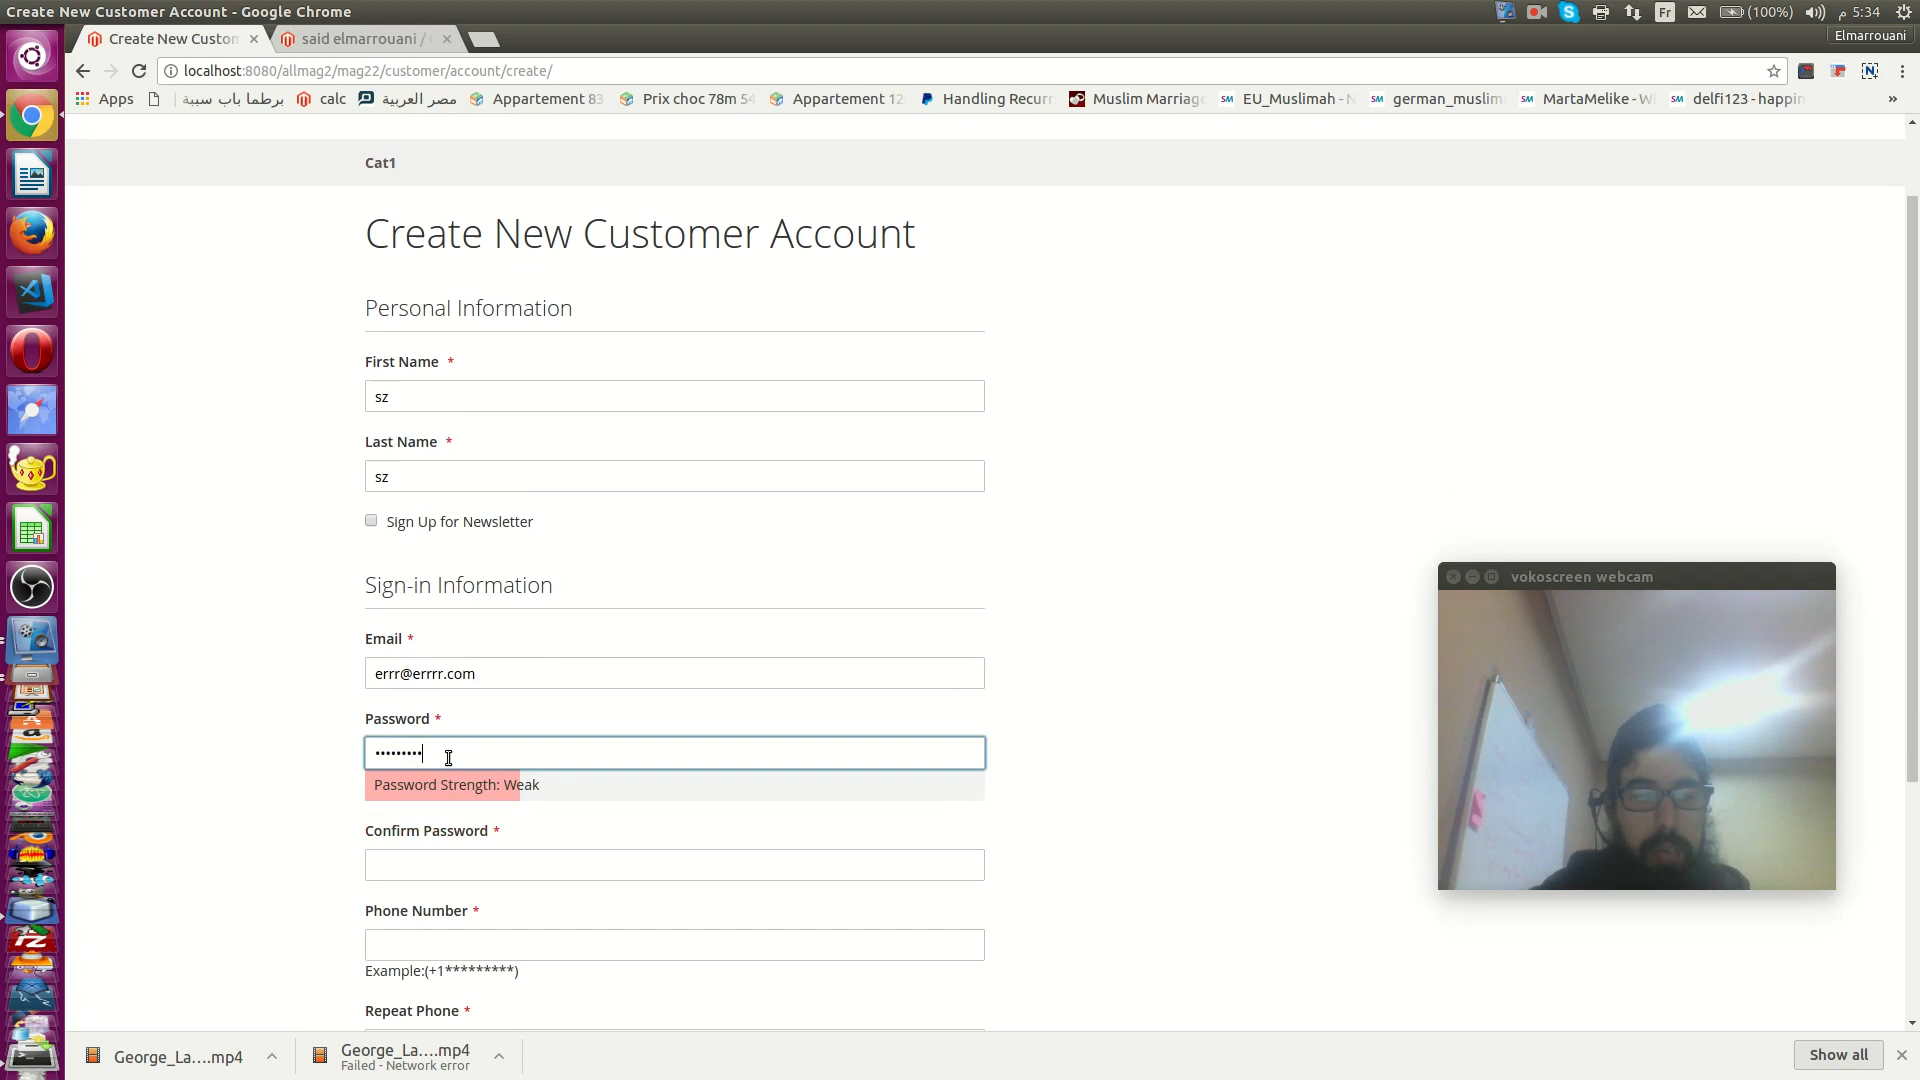 Create New Customer Account - Google Chrome
Fr
(100%)
م 5:34
Elmarrouani
Create New Custom
said elmarrouani /
localhost:8080/allmag2/mag22/customer/account/create/
Apps
برطما باب سبتة
calc
مصر العربية
Appartement 83
Prix choc 78m 54
Appartement 12
Handling Recurr
Muslim Marriage
EU_Muslimah - N
german_muslim
MartaMelike - W
delfi123 - happin
»
Cat1
Create New Customer Account
Personal Information
First Name *
sz
Last Name *
sz
Sign Up for Newsletter
Sign-in Information
Email *
errr@errrr.com
Password *
•••••••••
Password Strength: Weak
Confirm Password *
Phone Number *
Example:(+1*********)
Repeat Phone *
vokoscreen webcam
George_La....mp4
George_La....mp4
Failed - Network error
Show all